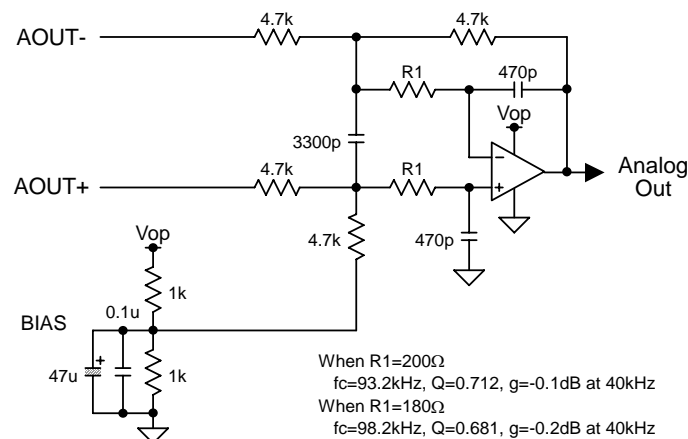 4.7k 4.7k
AOUT-
R1 470p
Vop
3300p
4.7k R1
AOUT+
Analog
Out
4.7k 470p
Vop
1k
0.1u
BIAS
47u 1k
When R1=200Ω
fc=93.2kHz, Q=0.712, g=-0.1dB at 40kHz
When R1=180Ω
fc=98.2kHz, Q=0.681, g=-0.2dB at 40kHz